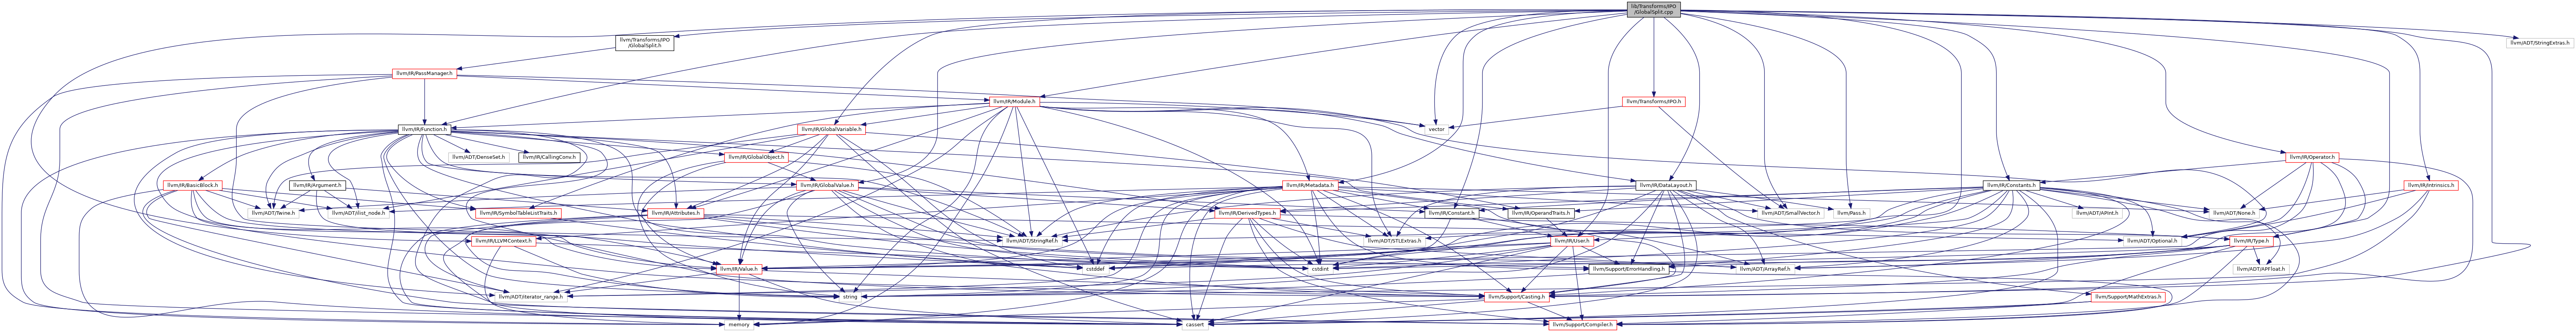 lib/Transforms/IPO
/GlobalSplit.cpp
llvm/Transforms/IPO
/GlobalSplit.h
llvm/ADT/StringExtras.h
llvm/IR/PassManager.h
llvm/IR/Module.h
llvm/Transforms/IPO.h
llvm/IR/Function.h
llvm/IR/GlobalVariable.h
vector
llvm/ADT/DenseSet.h
llvm/IR/CallingConv.h
llvm/IR/GlobalObject.h
llvm/IR/Operator.h
llvm/IR/BasicBlock.h
llvm/IR/Argument.h
llvm/IR/GlobalValue.h
llvm/IR/Metadata.h
llvm/IR/DataLayout.h
llvm/IR/Constants.h
llvm/IR/Intrinsics.h
llvm/ADT/Twine.h
llvm/ADT/ilist_node.h
llvm/IR/SymbolTableListTraits.h
llvm/IR/Attributes.h
llvm/IR/DerivedTypes.h
llvm/IR/Constant.h
llvm/IR/OperandTraits.h
llvm/ADT/SmallVector.h
llvm/Pass.h
llvm/ADT/APInt.h
llvm/ADT/None.h
llvm/IR/LLVMContext.h
llvm/ADT/StringRef.h
llvm/ADT/STLExtras.h
llvm/IR/User.h
llvm/ADT/Optional.h
llvm/IR/Type.h
llvm/IR/Value.h
cstddef
cstdint
llvm/Support/ErrorHandling.h
llvm/ADT/ArrayRef.h
llvm/ADT/APFloat.h
llvm/ADT/iterator_range.h
string
llvm/Support/Casting.h
llvm/Support/MathExtras.h
memory
cassert
llvm/Support/Compiler.h